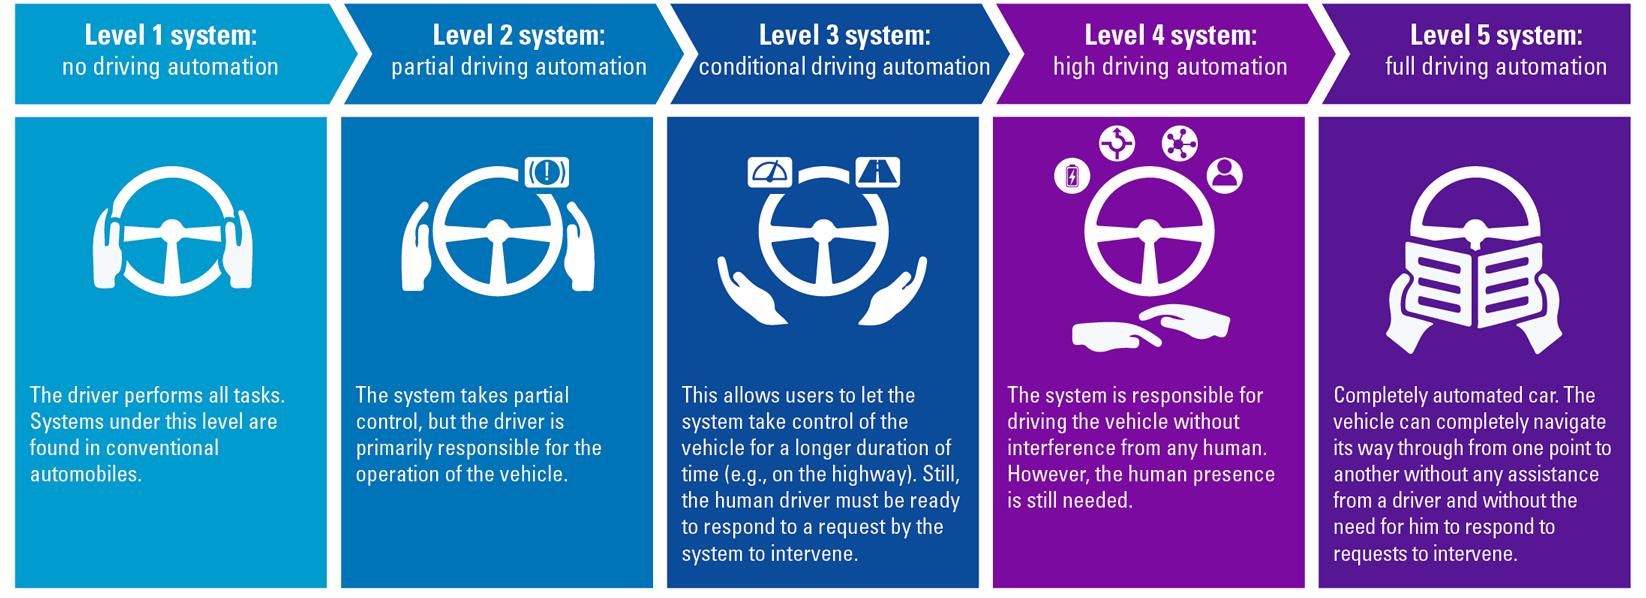 Level 1 system:
no driving automation
Level 2 system:
partial driving automation
Level 3 system:
conditional driving automation
Level 4 system:
high driving automation
Level 5 system:
full driving automation
The driver performs all tasks.
Systems under this level are
found in conventional
automobiles.
The system takes partial
control, but the driver is
primarily responsible for the
operation of the vehicle.
This allows users to let the
system take control of the
vehicle for a longer duration of
time (e.g., on the highway). Still,
the human driver must be ready
to respond to a request by the
system to intervene.
The system is responsible for
driving the vehicle without
interference from any human.
However, the human presence
is still needed.
Completely automated car. The
vehicle can completely navigate
its way through from one point to
another without any assistance
from a driver and without the
need for him to respond to
requests to intervene.